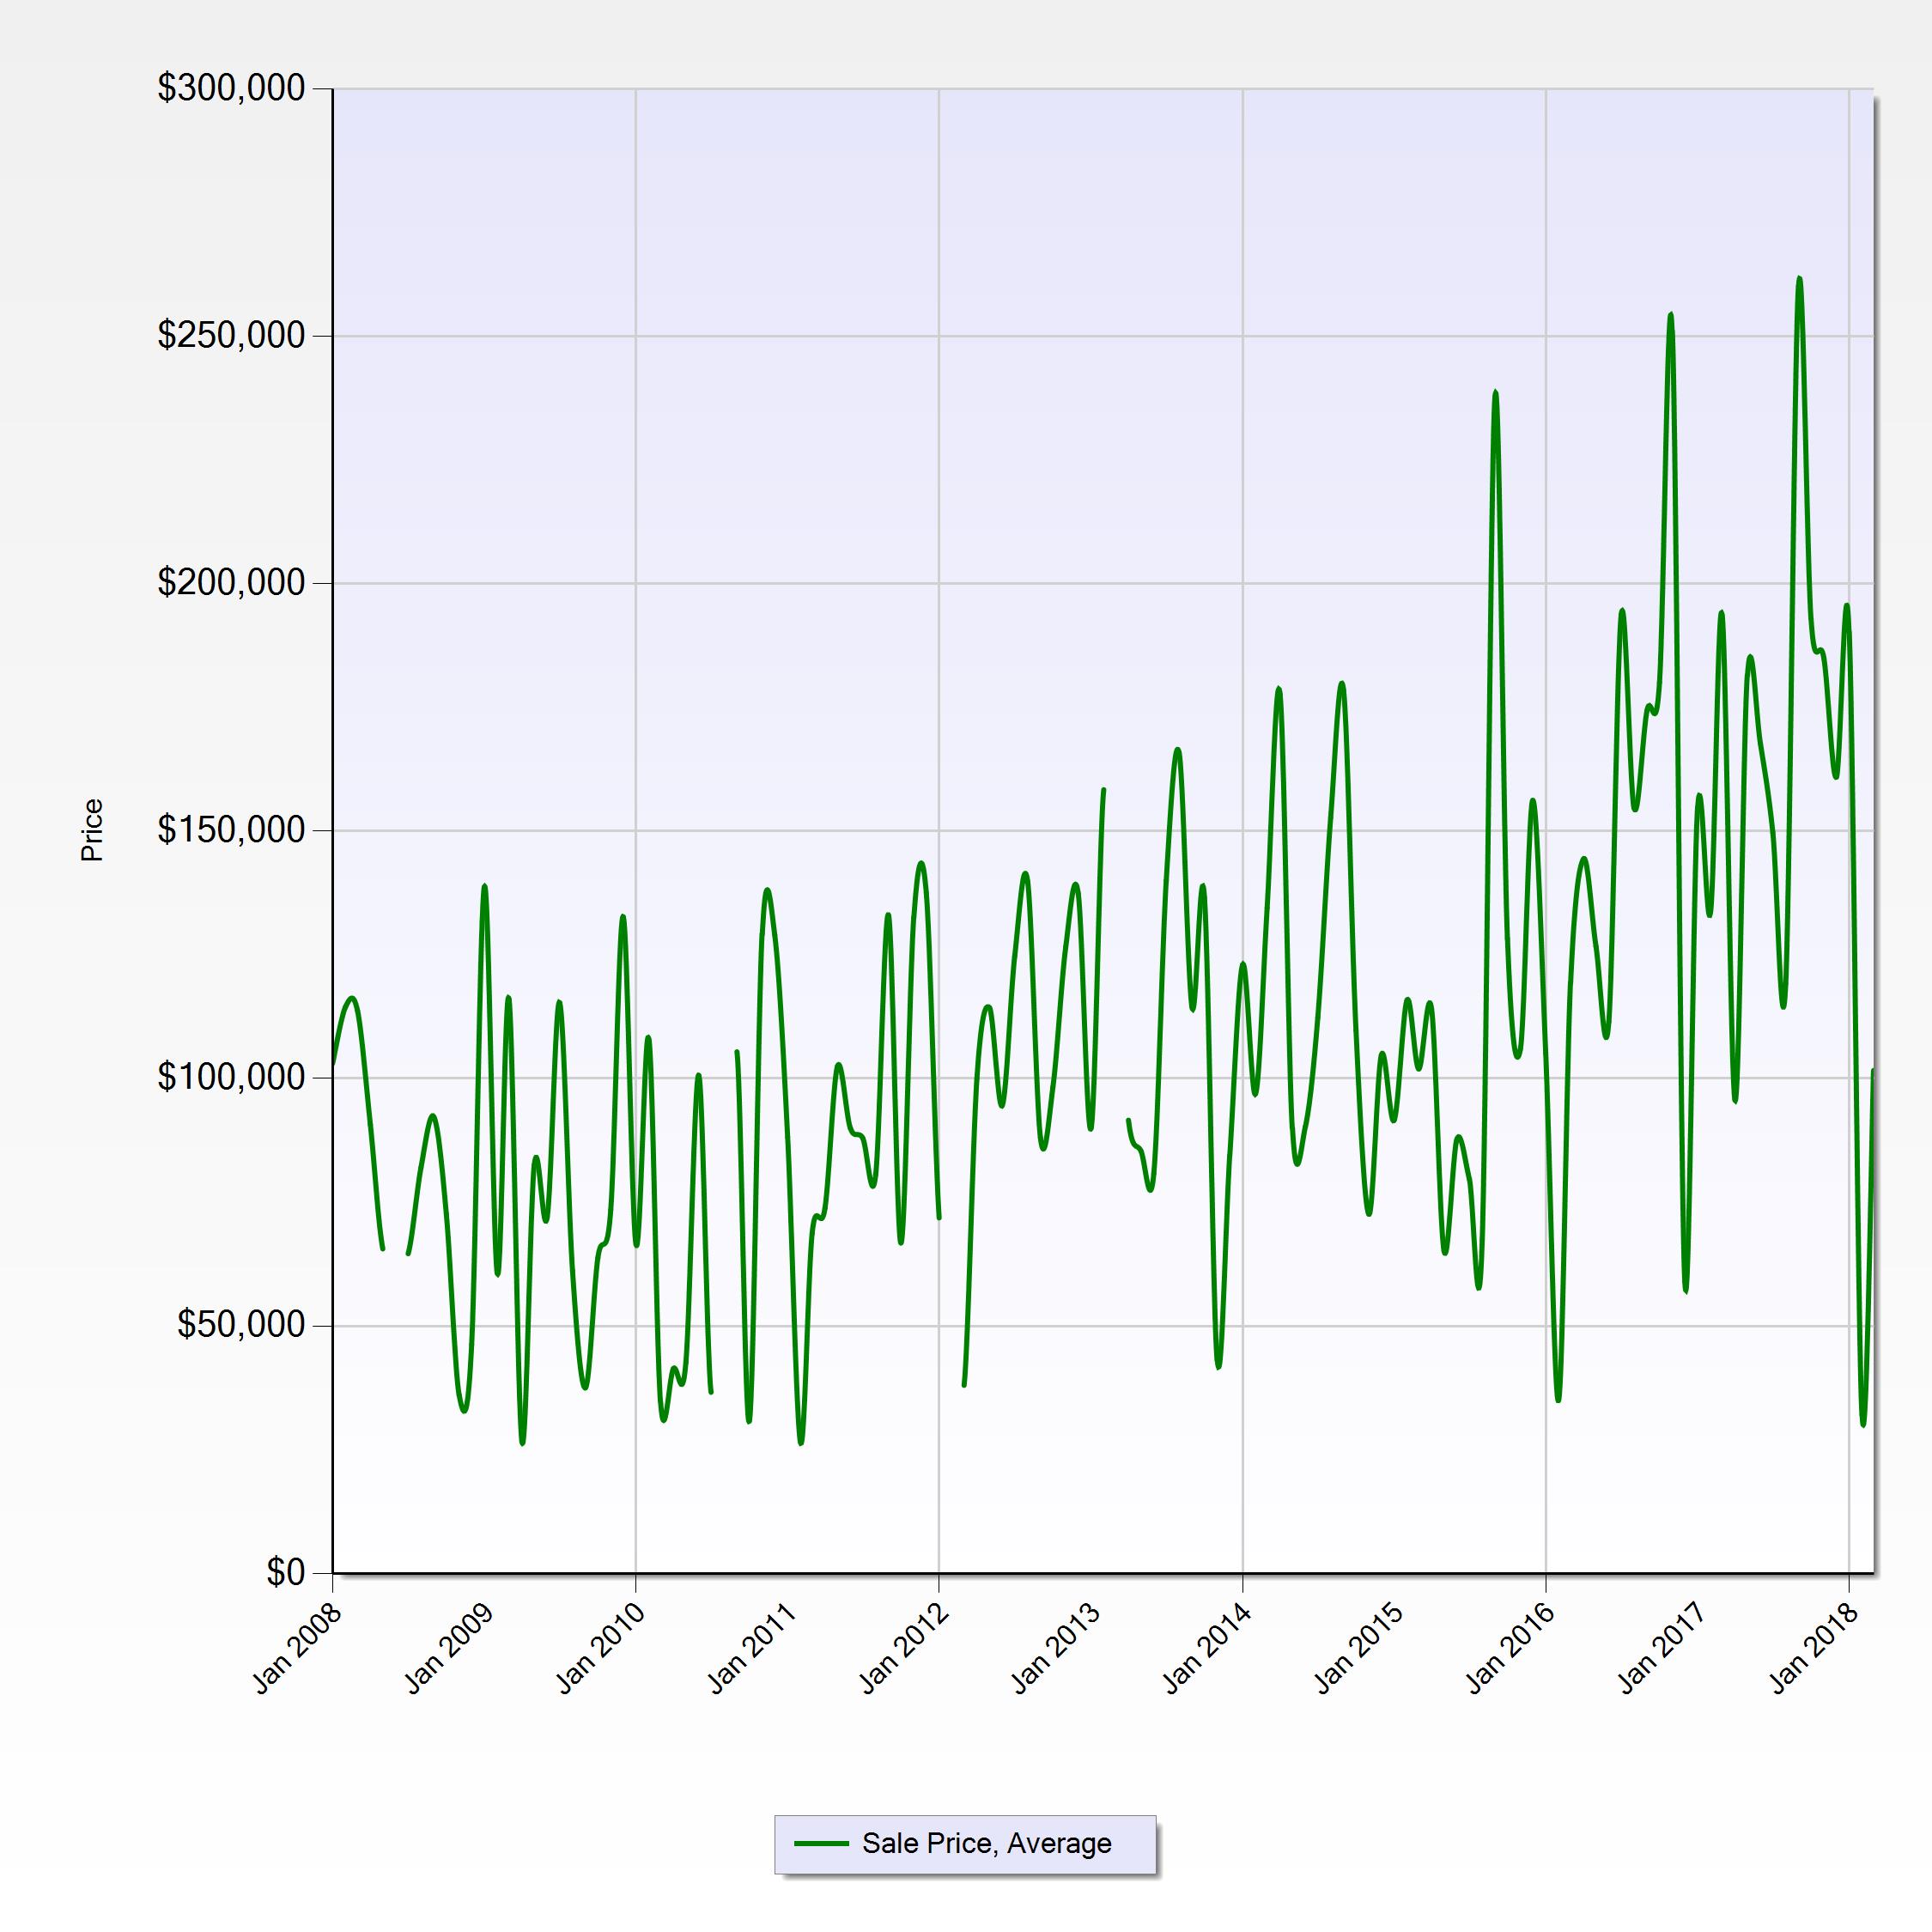 $300,000
$250,000
$200,000
$150,000
$100,000
$50,000
$0
Price
Jan 2008
Jan 2009
Jan 2010
Jan 2011
Jan 2012
Jan 2013
Jan 2014
Jan 2015
Jan 2016
Jan 2017
Jan 2018
Sale Price, Average